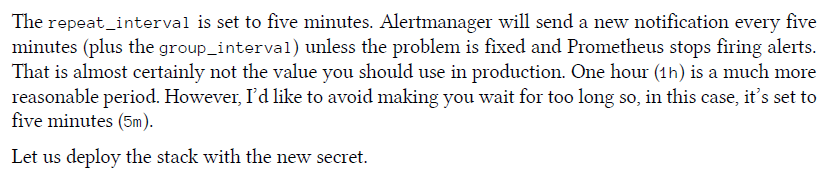 The repeat_interval is set to five minutes. Alertmanager will send a new notification every five
minutes (plus the group_interval) unless the problem is fixed and Prometheus stops firing alerts.
That is almost certainly not the value you should use in production. One hour (1h) is a much more
reasonable period. However, I’d like to avoid making you wait for too long so, in this case, it’s set to
five minutes (5m).
Let us deploy the stack with the new secret.